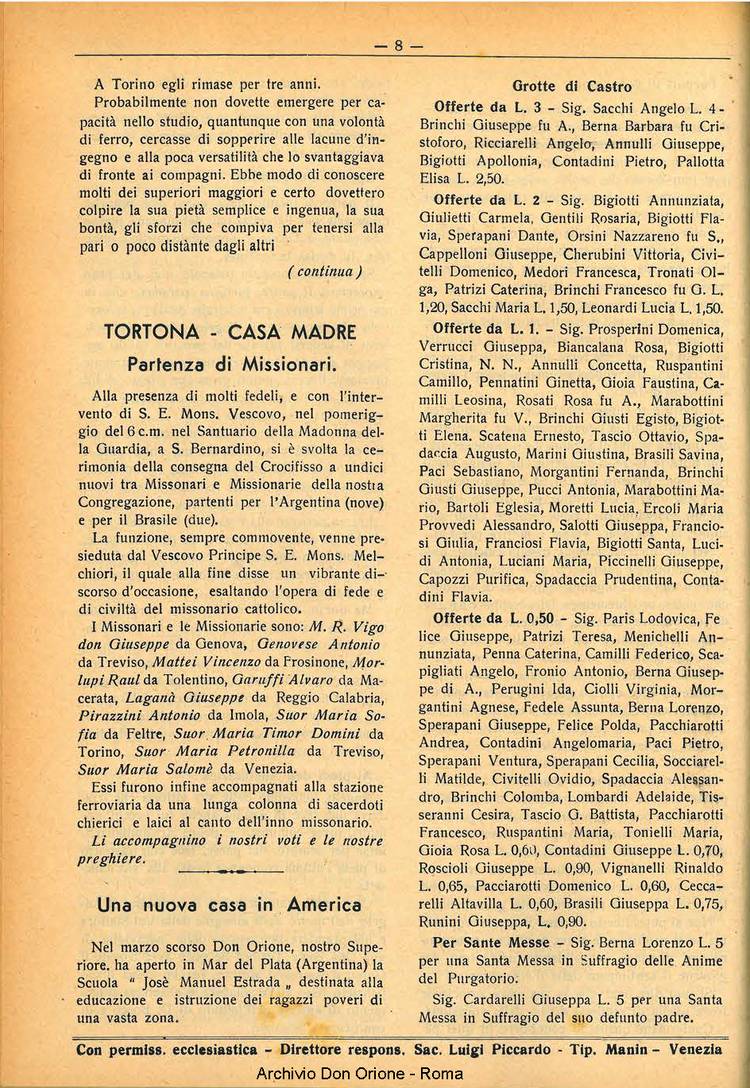 — 8 —
A Torino egli rimase per tre anni.
Probabilmente non dovette emergere per ca-
pacità nello studio, quantunque con una volontà
di ferro, cercasse di sopperire alle lacune d'in-
gegno e alla poca versatilità che lo svantaggiava
di fronte ai compagni. Ebbe modo di conoscere
molti dei superiori maggiori e certo dovettero
colpire la sua pietà semplice e ingenua, la sua
bontà, gli sforzi che compiva per tenersi alla
pari o poco distante dagli altri
( continua )
TORTONA - CASA MADRE
Partenza di Missionari.
Alla presenza di molti fedeli, e con l'inter-
vento di S. E. Mons. Vescovo, nel pomerig-
gio del 6 c.m. nel Santuario della Madonna del-
la Guardia, a S. Bernardino, si è svolta la ce-
rimonia della consegna del Crocifisso a undici
nuovi tra Missonari e Missionarie della nostra
Congregazione, partenti per l'Argentina (nove)
e per il Brasile (due).
La funzione, sempre commovente, venne pre-
sieduta dal Vescovo Principe S. E. Mons. Mel-
chiori, il quale alla fine disse un vibrante di-
scorso d'occasione, esaltando l'opera di fede e
di civiltà del missonario cattolico.
I Missonari e le Missionarie sono: M. R. Vigo
don Giuseppe da Genova, Genovese Antonio
da Treviso, Mattei Vincenzo da Frosinone, Mor-
lupi Raul da Tolentino, Garuffi Alvaro da Ma-
cerata, Laganà Giuseppe da Reggio Calabria,
Pirazzini Antonio da Imola, Suor Maria So-
fia da Feltre, Suor Maria Timor Domini da
Torino, Suor Maria Petronilla da Treviso,
Suor Maria Salomè da Venezia.
Essi furono infine accompagnati alla stazione
ferroviaria da una lunga colonna di sacerdoti
chierici e laici al canto dell'inno missonario.
Li accompagnino i nostri voti e le nostre
preghiere.
Una nuova casa in America
Nel marzo scorso Don Orione, nostro Supe-
riore. ha aperto in Mar del Plata (Argentina) la
Scuola " Josè Manuel Estrada „ destinata alla
educazione e istruzione dei ragazzi poveri di
una vasta zona.
Grotte di Castro
Offerte da L. 3 - Sig. Sacchi Angelo L. 4 -
Brinchi Giuseppe fu A., Berna Barbara fu Cri-
stoforo, Ricciarelli Angelo, Annulli Giuseppe,
Bigiotti Apollonia, Contadini Pietro, Pallotta
Elisa L. 2,50.
Offerte da L. 2 - Sig. Bigiotti Annunziata,
Giulietti Carmela, Gentili Rosaria, Bigiotti Fla-
via, Sperapani Dante, Orsini Nazzareno fu S.,
Cappelloni Giuseppe, Cherubini Vittoria, Civi-
telli Domenico, Medori Francesca, Tronati Ol-
ga, Patrizi Caterina, Brinchi Francesco fu G. L.
1,20, Sacchi Maria L. 1,50, Leonardi Lucia L. 1,50.
Offerte da L. 1. - Sig. Prosperini Domenica,
Verrucci Giuseppe, Biancalana Rosa, Bigiotti
Cristina, N. N., Annulli Concetta, Ruspantini
Camillo, Pennatini Ginetta, Gioia Faustina, Ca-
milli Leosina, Rosati Rosa fu A., Marabottini
Margherita fu V., Brinchi Giusti Egisto, Bigiot-
ti Elena. Scatena Ernesto, Tascio Ottavio, Spa-
daccia Augusto, Marini Giustina, Brasili Savina,
Paci Sebastiano, Morgantini Fernanda, Brinchi
Giusti Giuseppe, Pucci Antonia, Marabottini Ma-
rio, Bartoli Eglesia, Moretti Lucia, Ercoli Maria
Provvedi Alessandro, Salotti Giuseppa, Francio-
si Giulia, Franciosi Flavia, Bigiotti Santa, Luci-
di Antonia, Luciani Maria, Piccinelli Giuseppe,
Capozzi Purifica, Spadaccia Prudentina, Conta-
dini Flavia.
Offerte da L. 0,50 - Sig. Paris Lodovica, Fe
lice Giuseppe, Patrizi Teresa, Menichelli An-
nunziata, Penna Caterina, Camilli Federico, Sca-
pigliati Angelo, Fronio Antonio, Berna Giusep-
pe di A., Perugini Ida, Ciolli Virginia, Mor-
gantini Agnese, Fedele Assunta, Berna Lorenzo,
Sperapani Giuseppe, Felice Polda, Pacchiarotti
Andrea, Contadini Angelomaria, Paci Pietro,
Sperapani Ventura, Sperapani Cecilia, Socciarel-
li Matilde, Civitelli Ovidio, Spadaccia Alessan-
dro, Brinchi Colomba, Lombardi Adelaide, Tis-
seranni Cesira, Tascio G. Battista, Pacchiarotti
Francesco, Ruspantini Maria, Tonielli Maria,
Gioia Rosa L. 0,60, Contadini Giuseppe L. 0,70,
Roscioli Giuseppe L. 0,90, Vignanelli Rinaldo
L. 0,65, Pacciarotti Domenico L. 0,60, Cecca-
relli Altavilla L. 0,60, Brasili Giuseppa L. 0,75,
Runini Giuseppa, L. 0,90.
Per Sante Messe - Sig. Berna Lorenzo L. 5
per una Santa Messa in Suffragio delle Anime
del Purgatorio.
Sig. Cardarelli Giuseppa L. 5 per una Santa
Messa in Suffragio del suo defunto padre.
Con permiss. ecclesiastica - Direttore respons. Sac. Luigi Piccardo - Tip. Manin - Venezia
Archivio Don Orione - Roma